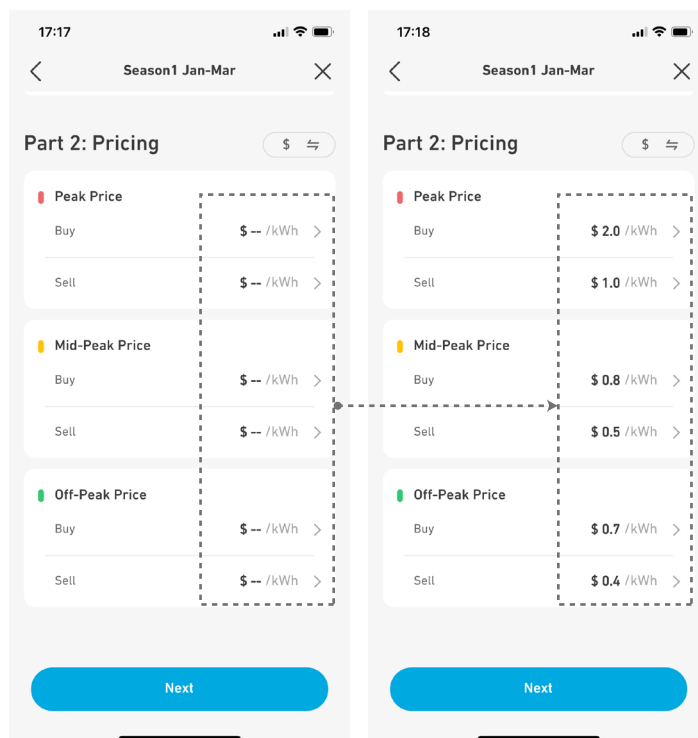 17:17
Season1 Jan-Mar
Part 2: Pricing
$
Peak Price
Buy
$ -- /kWh
Sell
$ -- /kWh
Mid-Peak Price
Buy
$ -- /kWh
Sell
$ -- /kWh
Off-Peak Price
Buy
$ -- /kWh
Sell
$ -- /kWh
Next
17:18
Season1 Jan-Mar
Part 2: Pricing
$
Peak Price
Buy
$ 2.0 /kWh
Sell
$ 1.0 /kWh
Mid-Peak Price
Buy
$ 0.8 /kWh
Sell
$ 0.5 /kWh
Off-Peak Price
Buy
$ 0.7 /kWh
Sell
$ 0.4 /kWh
Next